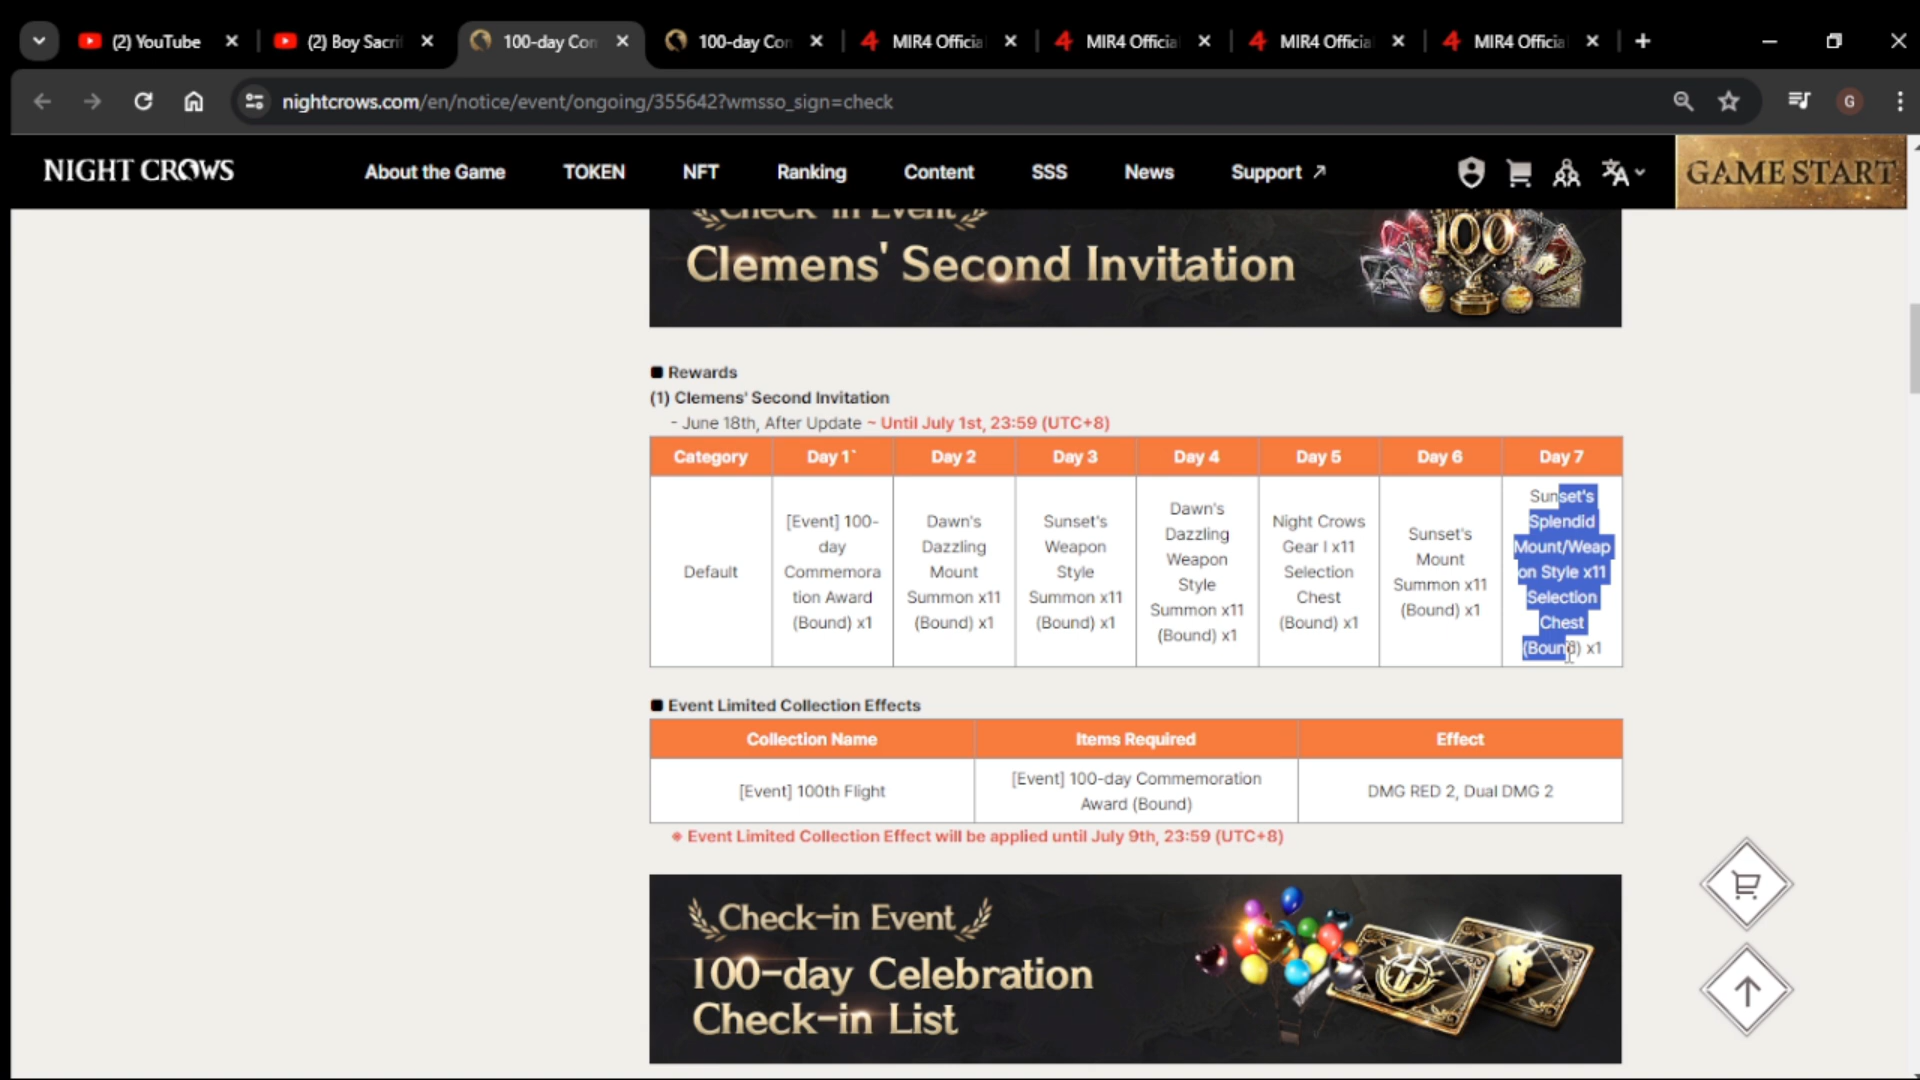 (2) YouTube
(2) Boy Sacri
100-day Con
100-day Con
MIR4 Officia
MIR4 Officia
MIR4 Officia
MIR4 Officia
nightcrows.com/en/notice/event/ongoing/355642?wmsso_sign=check
G
NIGHT CROWS
About the Game
TOKEN
NFT
Ranking
Content
SSS
News
Support ↗
GAME START
Check-in Event
Clemens' Second Invitation
100
■ Rewards
(1) Clemens' Second Invitation
- June 18th, After Update ~ Until July 1st, 23:59 (UTC+8)
Category
Day 1`
Day 2
Day 3
Day 4
Day 5
Day 6
Day 7
Default
[Event] 100-
day
Commemora
tion Award
(Bound) x1
Dawn's
Dazzling
Mount
Summon x11
(Bound) x1
Sunset's
Weapon
Style
Summon x11
(Bound) x1
Dawn's
Dazzling
Weapon
Style
Summon x11
(Bound) x1
Night Crows
Gear I x11
Selection
Chest
(Bound) x1
Sunset's
Mount
Summon x11
(Bound) x1
Sunset's
Splendid
Mount/Weap
on Style x11
Selection
Chest
(Bound) x1
■ Event Limited Collection Effects
Collection Name
Items Required
Effect
[Event] 100th Flight
[Event] 100-day Commemoration
Award (Bound)
DMG RED 2, Dual DMG 2
※ Event Limited Collection Effect will be applied until July 9th, 23:59 (UTC+8)
Check-in Event
100-day Celebration
Check-in List